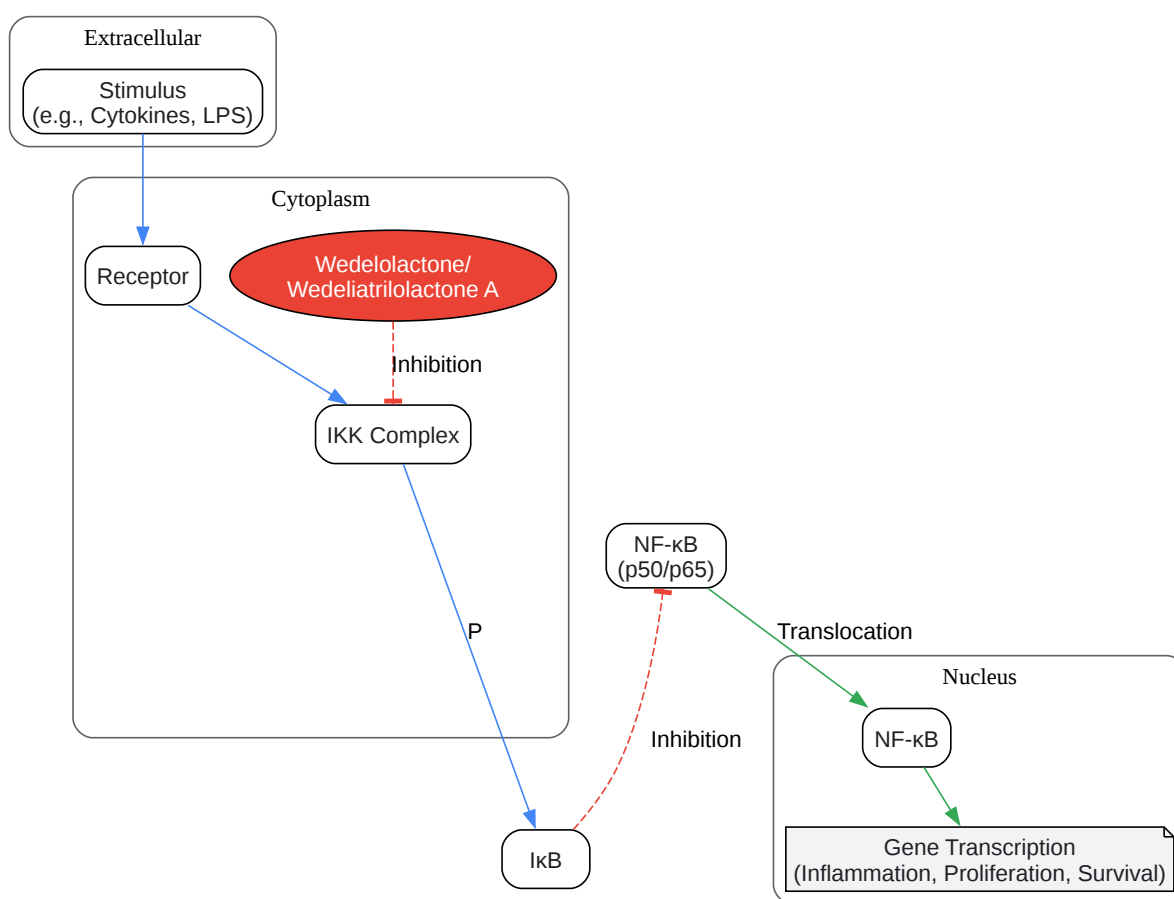 Extracellular
Stimulus
(e.g., Cytokines, LPS)
Cytoplasm
Receptor
Wedelolactone/
Wedeliatrilolactone A
Inhibition
IKK Complex
NF-κB
(p50/p65)
P
Translocation
Nucleus
NF-κB
Inhibition
IκB
Gene Transcription
(Inflammation, Proliferation, Survival)